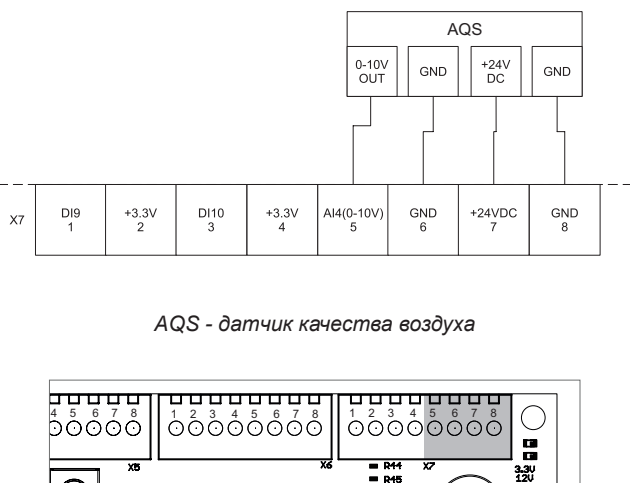 AQS
0-10V OUT GND +24V DC GND
X7 DI9 +3.3V DI10 +3.3V AI4(0-10V) GND +24VDC GND
1 2 3 4 5 6 7 8
AQS - датчик качества воздуха
4 5 6 7 8 1 2 3 4 5 6 7 8 1 2 3 4 5 6 7 8
X5 X6 R44 X7 3.3V
R45 12V